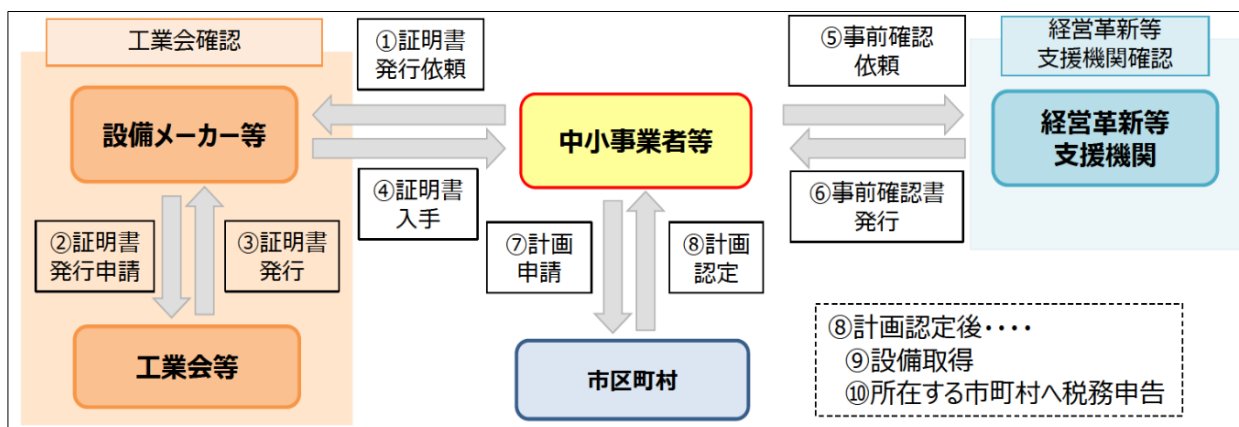 工業会確認
①証明書
発行依頼
⑤事前確認
依頼
経営革新等
支援機関確認
設備メーカー等
中小事業者等
経営革新等
支援機関
④証明書
入手
⑥事前確認書
発行
②証明書
発行申請
③証明書
発行
⑦計画
申請
⑧計画
認定
工業会等
市区町村
⑧計画認定後････
⑨設備取得
⑩所在する市町村へ税務申告